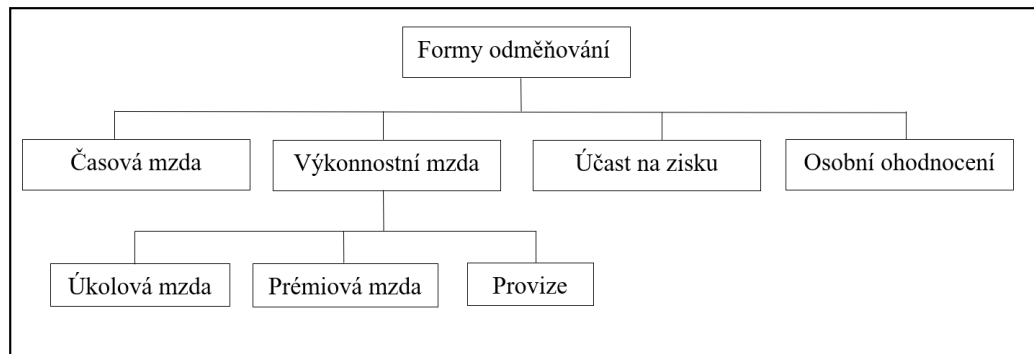 Formy odměňování
Časová mzda
Výkonnostní mzda
Účast na zisku
Osobní ohodnocení
Úkolová mzda
Prémiová mzda
Provize